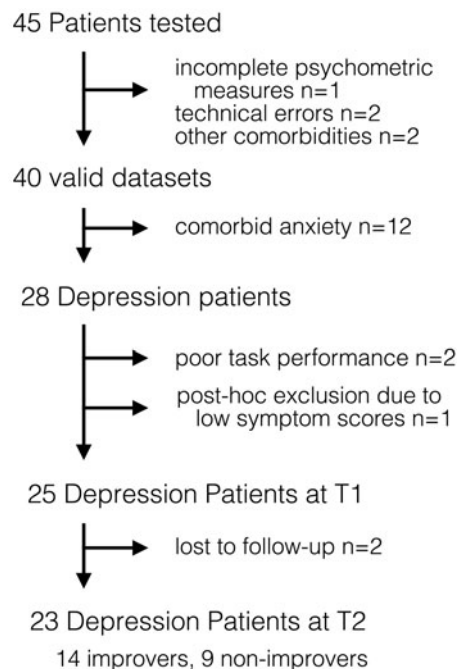 45 Patients tested
incomplete psychometric
measures n=1
technical errors n=2
other comorbidities n=2
40 valid datasets
comorbid anxiety n=12
28 Depression patients
poor task performance n=2
post-hoc exclusion due to
low symptom scores n=1
25 Depression Patients at T1
lost to follow-up n=2
23 Depression Patients at T2
14 improvers, 9 non-improvers